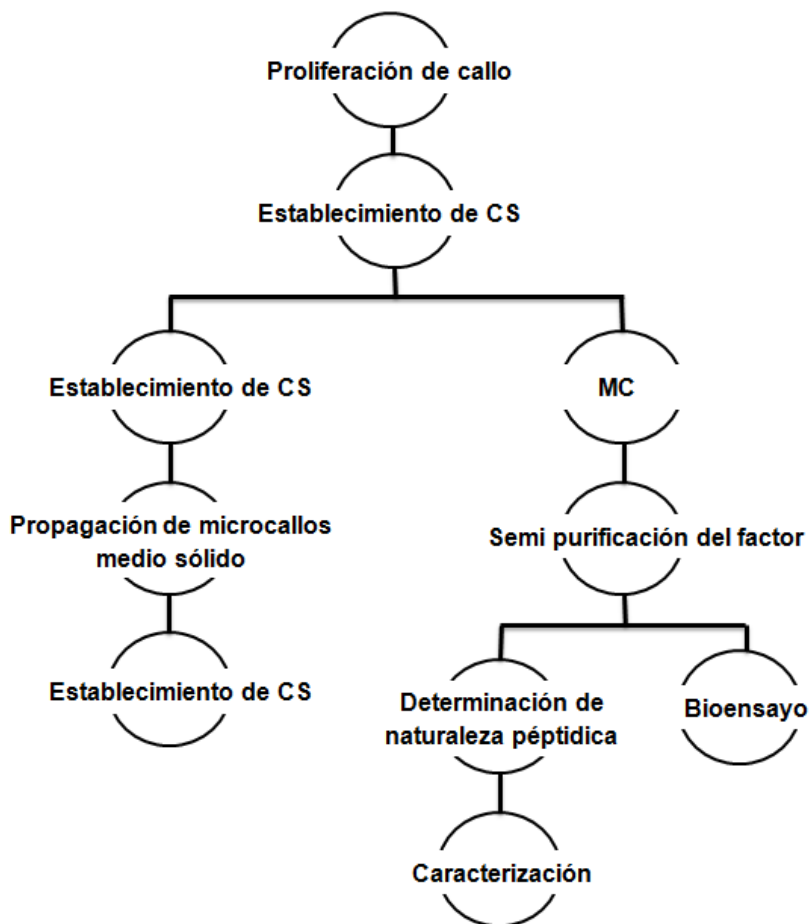 Proliferación de callo
Establecimiento de CS
Establecimiento de CS
MC
Propagación de microcallos
medio sólido
Semi purificación del factor
Establecimiento de CS
Determinación de
naturaleza péptidica
Bioensayo
Caracterización